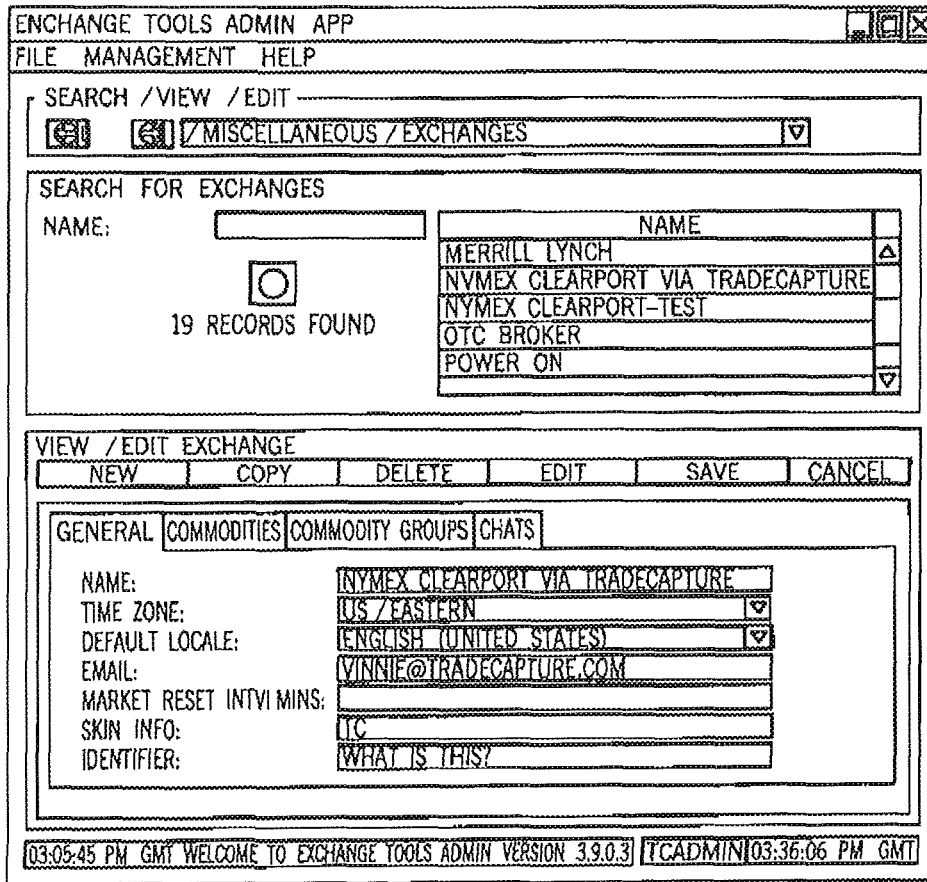 ENCHANGE TOOLS ADMIN APP
FILE MANAGEMENT HELP
SEARCH / VIEW / EDIT
/ MISCELLANEOUS / EXCHANGES
SEARCH FOR EXCHANGES
NAME:
19 RECORDS FOUND
NAME
MERRILL LYNCH
NVMEX CLEARPORT VIA TRADECAPTURE
NYMEX CLEARPORT-TEST
OTC BROKER
POWER ON
VIEW / EDIT EXCHANGE
NEW COPY DELETE EDIT SAVE CANCEL
GENERAL COMMODITIES COMMODITY GROUPS CHATS
NAME: NYMEX CLEARPORT VIA TRADECAPTURE
TIME ZONE: US / EASTERN
DEFAULT LOCALE: ENGLISH (UNITED STATES)
EMAIL: VINNIE@TRADECAPTURE.COM
MARKET RESET INTVI MINS:
SKIN INFO: TC
IDENTIFIER: WHAT IS THIS?
03:05:45 PM GMT WELCOME TO EXCHANGE TOOLS ADMIN VERSION 3.9.0.3 TCADMIN 03:36:06 PM GMT